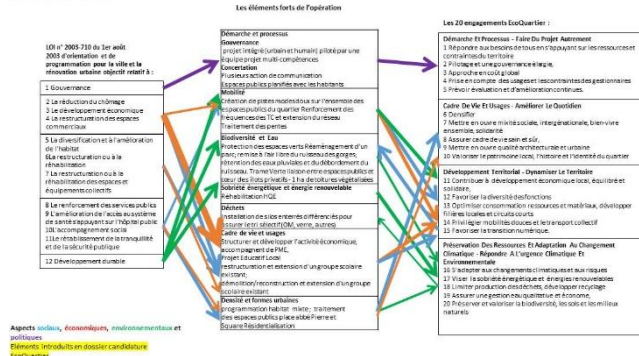 Les éléments forts de l'opération
LOI n° 2003-710 du 1er août
2003 d'orientation et de
programmation pour la ville et la
rénovation urbaine objectif relatif à :
1 Gouvernance
2 La réduction du chômage
3 Le développement économique
4 La restructuration des espaces
commerciaux
5 La diversification et à l'amélioration
de l'habitat
6La restructuration ou à la
réhabilitation
7 La restructuration ou à la
réhabilitation des espaces et
équipements collectifs
8 Le renforcement des services publics
9 L'amélioration de l'accès au système
de santé s'appuyant sur l'hôpital public
10L'accompagnement social
11Le rétablissement de la tranquillité
et de la sécurité publique
12 Développement durable
Démarche et processus
Gouvernance
projet intégré (urbain et humain) piloté par une
équipe projet multi-compétences
Concertation
Plusieurs action de communication
Espaces publics planifiés avec les habitants
Mobilité
Création de pistes modes doux sur l'ensemble des
espaces publics du quartier Renforcement des
fréquences des TC et extension du réseau
Traitement des pentes
Biodiversité et Eau
Protection des espaces verts Réaménagement d'un
parc; remise à l'air libre du ruisseau des gorges;
rétention des eaux pluviales et du débordement du
ruisseau, Trame Verte liaison entre espaces publics et
cœur des îlots privatifs - 1 ha de toitures végétalisées
Sobriété énergétique et énergie renouvelable
Réhabilitation HQE
Déchets
Installation de silos enterrés différenciés pour
assurer le tri sélectif (OM, verre, autres)
Cadre de vie et usages
Structurer et développer l'activité économique,
accompagnement de PME,
Projet Educatif Local
restructuration et extension d'un groupe scolaire
existant;
démolition/reconstruction et extension d'un groupe
scolaire existant
Densité et formes urbaines
programmation habitat mixte; traitement
des espaces publics place abbé Pierre et
Square Résidentialisation
Les 20 engagements EcoQuartier :
Démarche Et Processus - Faire Du Projet Autrement
1 Répondre aux besoins de tous en s'appuyant sur les ressources et
contraintes du territoire
2 Pilotage et une gouvernance élargie,
3 Approche en coût global
4 Prise en compte des usages et les contraintes des gestionnaires
5 Prévoir évaluation et d'amélioration continues.
Cadre De Vie Et Usages - Améliorer Le Quotidien
6 Densifier
7 Mettre en œuvre mixité sociale, intergénérationale, bien-vivre
ensemble, solidarité
8 Assurer cadre de vie sain et sûr,
9 Mettre en œuvre qualité architecturale et urbaine
10 Valoriser le patrimoine local, l'histoire et l'identité du quartier
Développement Territorial - Dynamiser Le Territoire
11 Contribuer à développement économique local, équilibré et
solidaire,
12 Favoriser la diversité des fonctions
13 Optimiser consommation ressources et matériaux, développer
filières locales et circuits courts
14 Privilégier mobilités douces et le transport collectif
15 Favoriser la transition numérique.
Préservation Des Ressources Et Adaptation Au Changement
Climatique - Répondre A L'urgence Climatique Et
Environnementale
16 S'adapter aux changements climatiques et aux risques
17 Viser la sobriété énergétique et énergies renouvelables
18 Limiter production des déchets, développer recyclage
19 Assurer une gestion eau qualitative et économe,
20 Préserver et valoriser la biodiversité, les sols et les milieux
naturels
Aspects sociaux, économiques, environnementaux et
politiques
Eléments introduits en dossier candidature
EcoQuartier